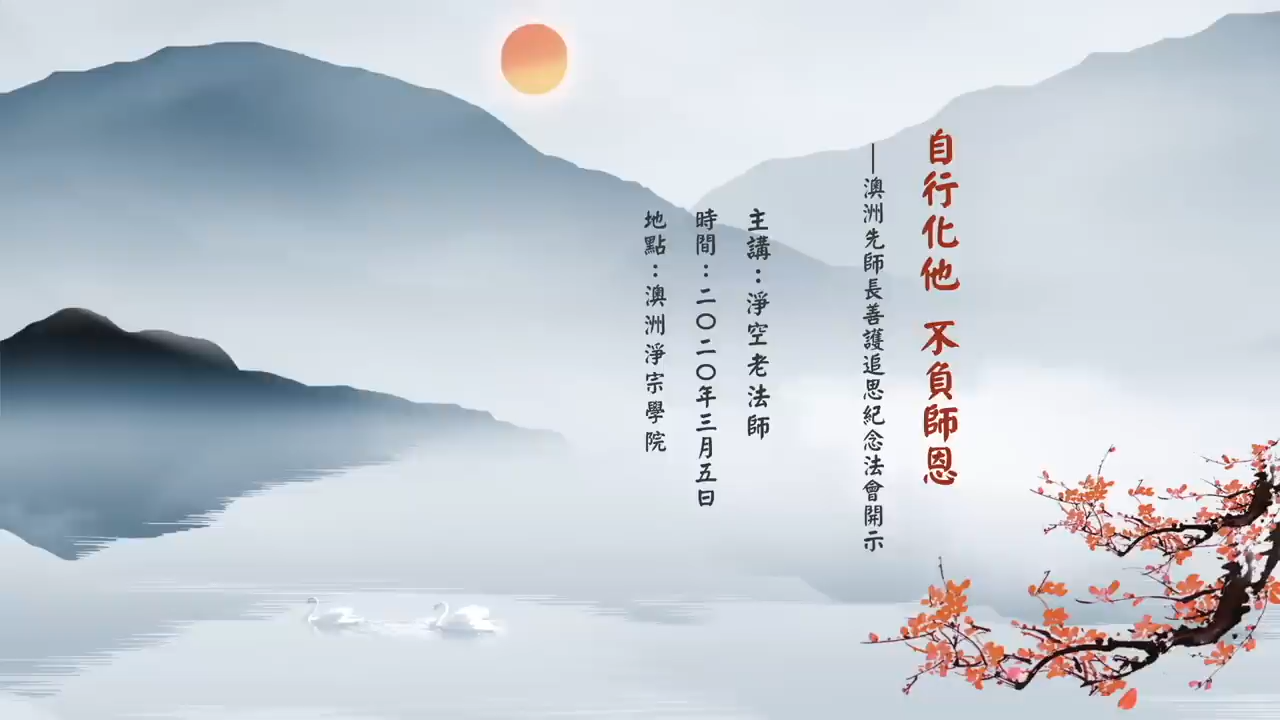 自行化他 不負師恩
—澳洲先師長善護追思紀念法會開示
主講：淨空老法師
時間：二〇二〇年三月五日
地點：澳洲淨宗學院